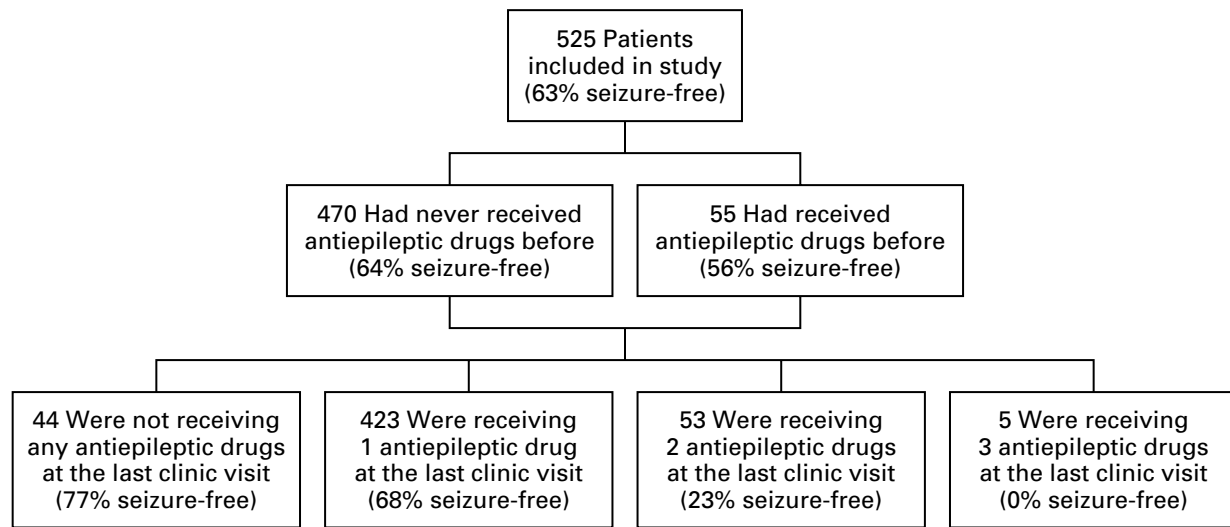 525 Patients
included in study
(63% seizure-free)
470 Had never received
antiepileptic drugs before
(64% seizure-free)
55 Had received
antiepileptic drugs before
(56% seizure-free)
44 Were not receiving
any antiepileptic drugs
at the last clinic visit
(77% seizure-free)
423 Were receiving
1 antiepileptic drug
at the last clinic visit
(68% seizure-free)
53 Were receiving
2 antiepileptic drugs
at the last clinic visit
(23% seizure-free)
5 Were receiving
3 antiepileptic drugs
at the last clinic visit
(0% seizure-free)